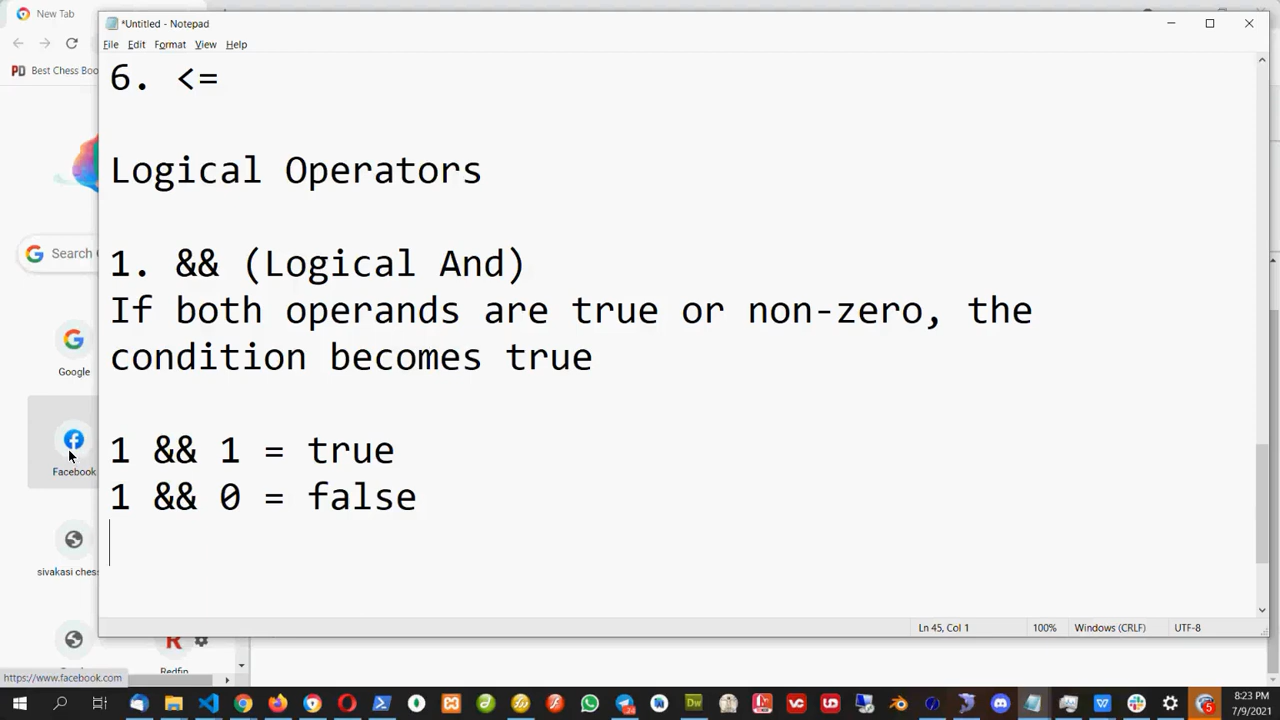 New Tab
*Untitled - Notepad
File Edit Format View Help
PD Best Chess Boo
6. <=
Logical Operators
1. && (Logical And)
If both operands are true or non-zero, the
condition becomes true
1 && 1 = true
1 && 0 = false
Search G
Google
Facebook
sivakasi chess
Redfin
https://www.facebook.com
Ln 45, Col 1 100% Windows (CRLF) UTF-8
8:23 PM
7/9/2021